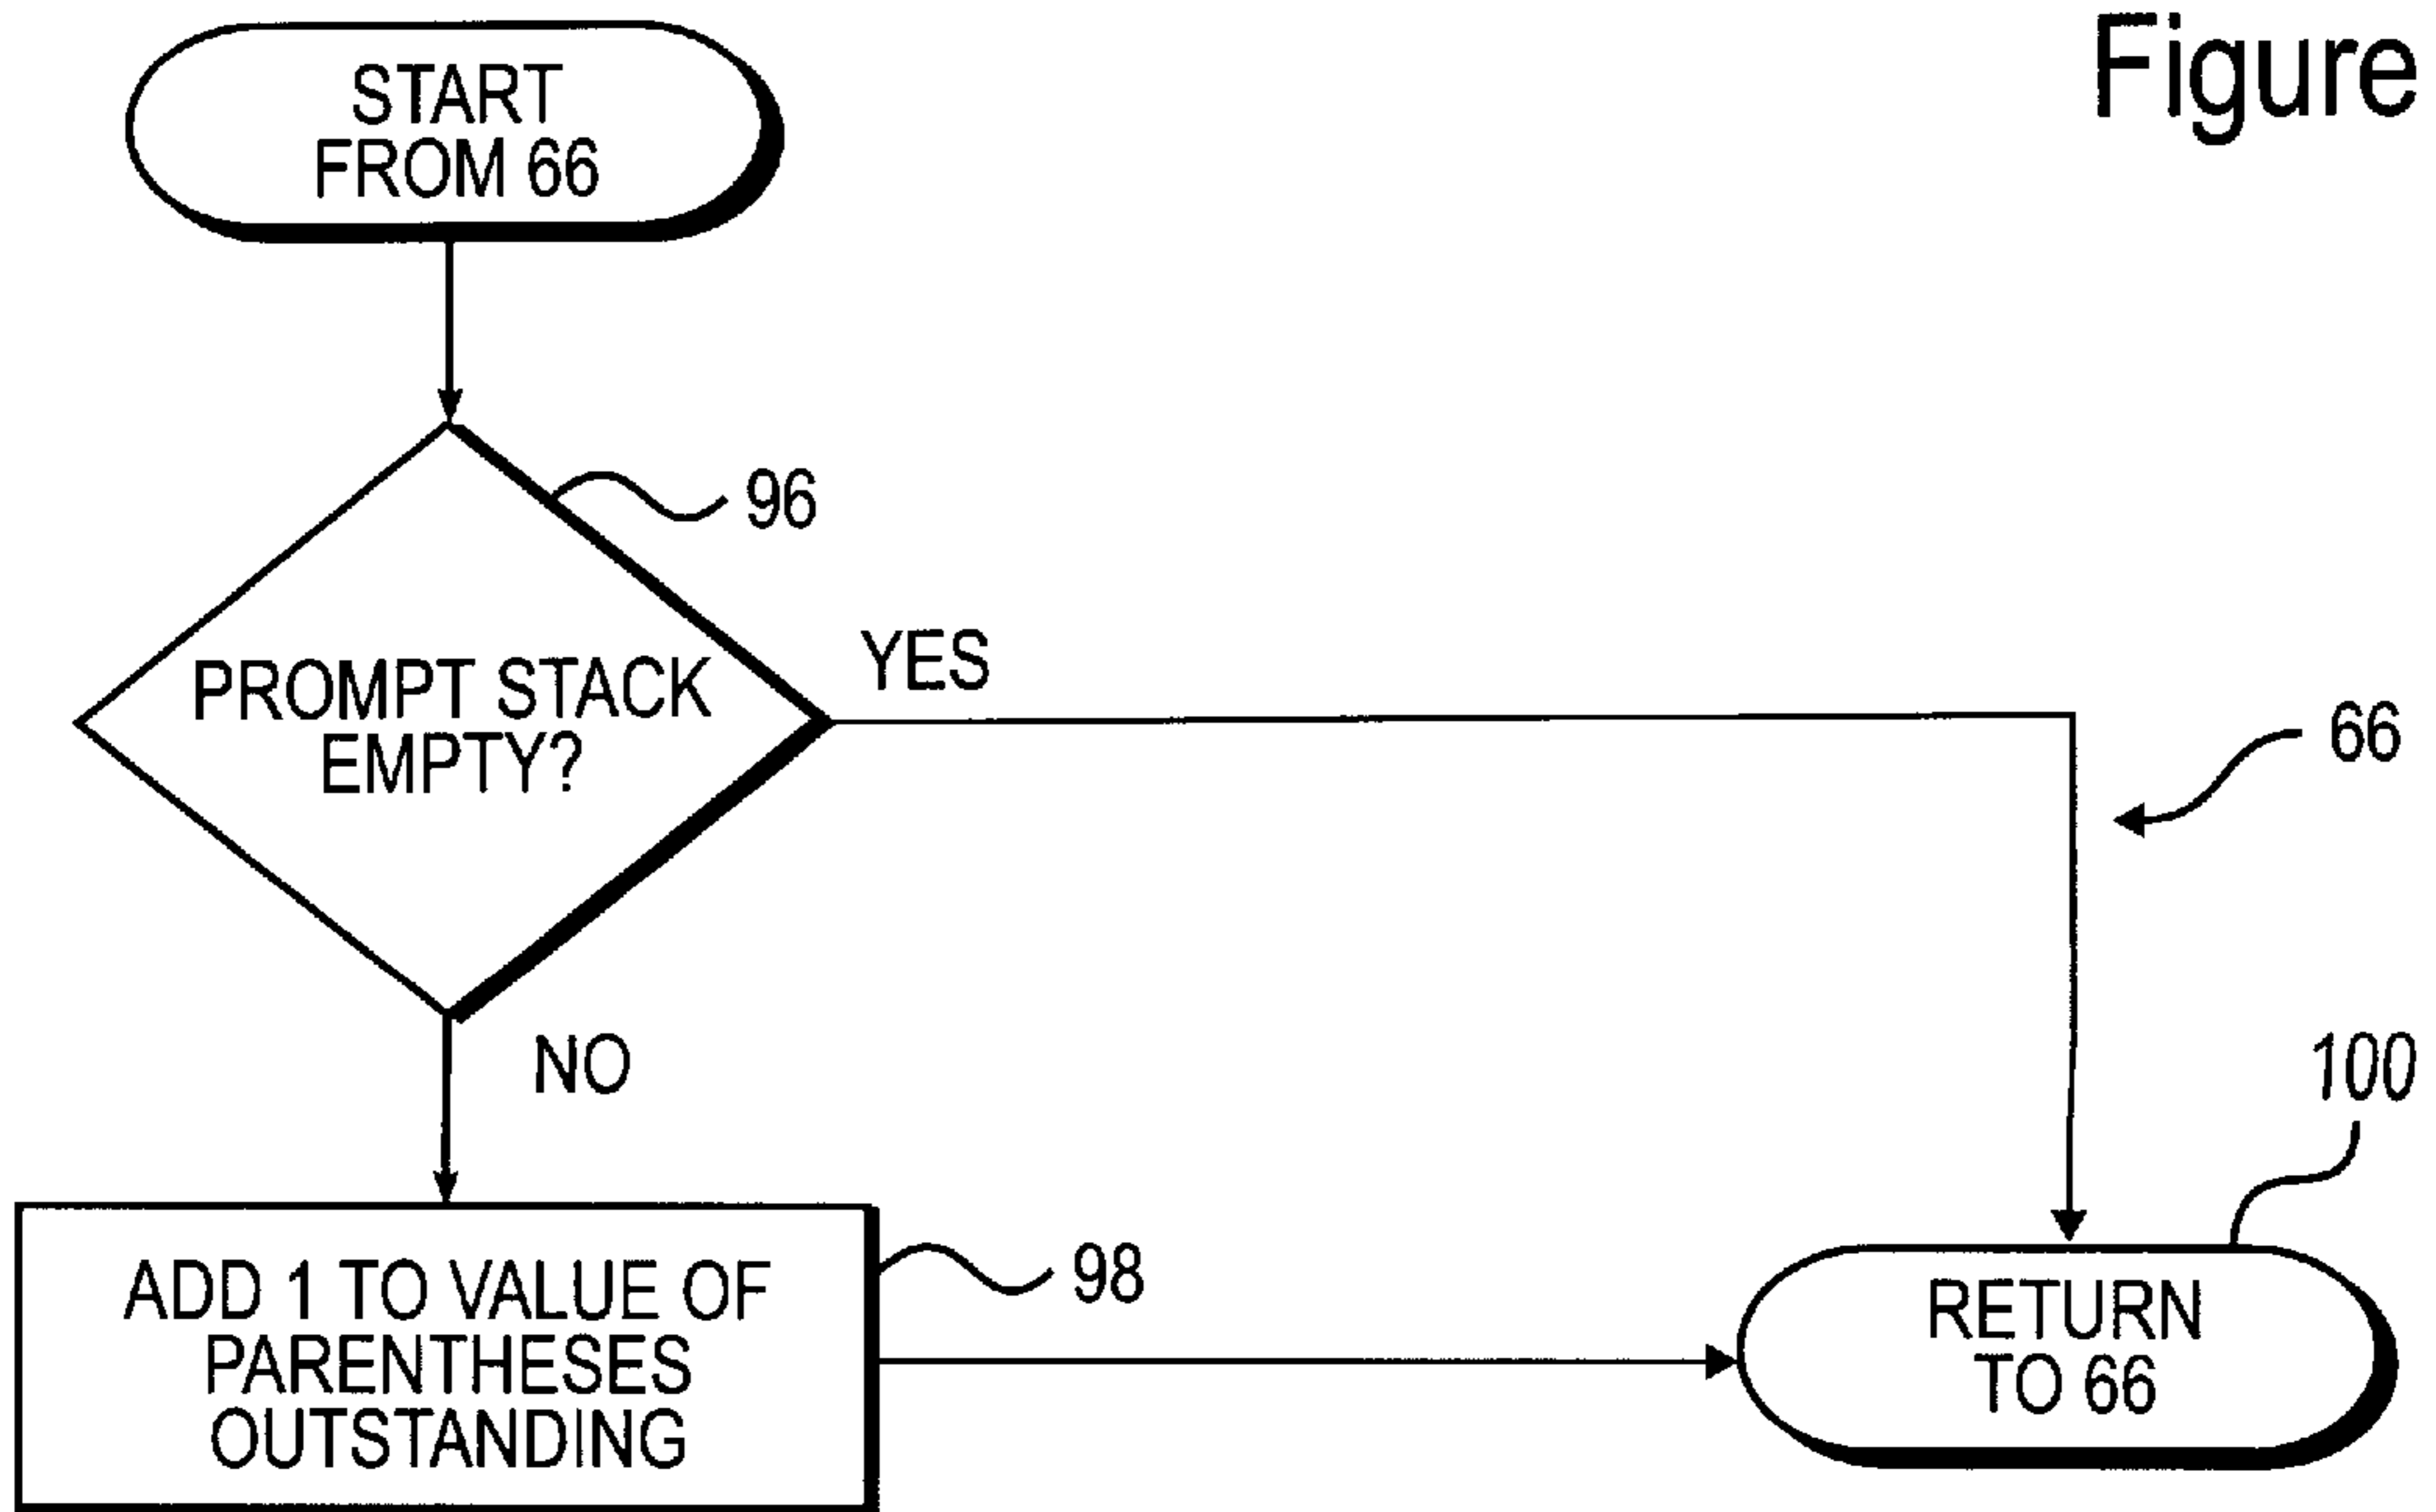 Figure
START
FROM 66
96
PROMPT STACK
EMPTY?
YES
66
NO
100
ADD 1 TO VALUE OF
PARENTHESES
OUTSTANDING
98
RETURN
TO 66